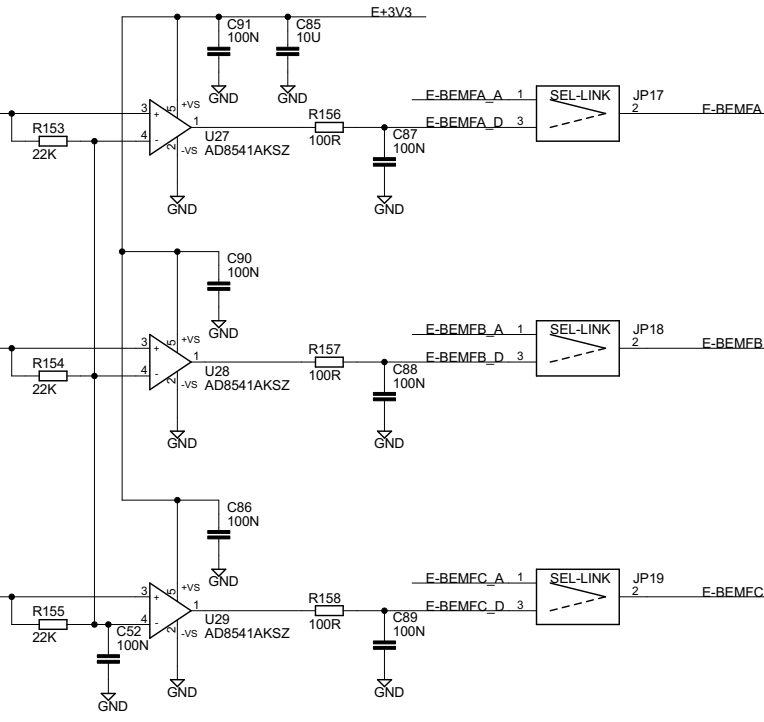 E+3V3
C91
100N
C85
10U
GND
GND
3
5
+VS
+
R153
22K
4
-
2
-VS
1
U27
AD8541AKSZ
GND
R156
100R
C87
100N
GND
E-BEMFA_A
1
E-BEMFA_D
3
SEL-LINK
JP17
2
E-BEMFA
C90
100N
GND
3
5
+VS
+
R154
22K
4
-
2
-VS
1
U28
AD8541AKSZ
GND
R157
100R
C88
100N
GND
E-BEMFB_A
1
E-BEMFB_D
3
SEL-LINK
JP18
2
E-BEMFB
C86
100N
GND
3
5
+VS
+
R155
22K
4
-
2
-VS
1
U29
AD8541AKSZ
C52
100N
GND
GND
R158
100R
C89
100N
GND
E-BEMFC_A
1
E-BEMFC_D
3
SEL-LINK
JP19
2
E-BEMFC